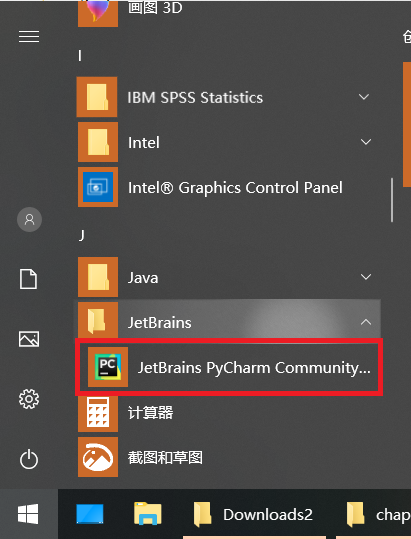 画图 3D
I
IBM SPSS Statistics
Intel
Intel® Graphics Control Panel
J
Java
JetBrains
PC
JetBrains PyCharm Community...
计算器
截图和草图
Downloads2
chap